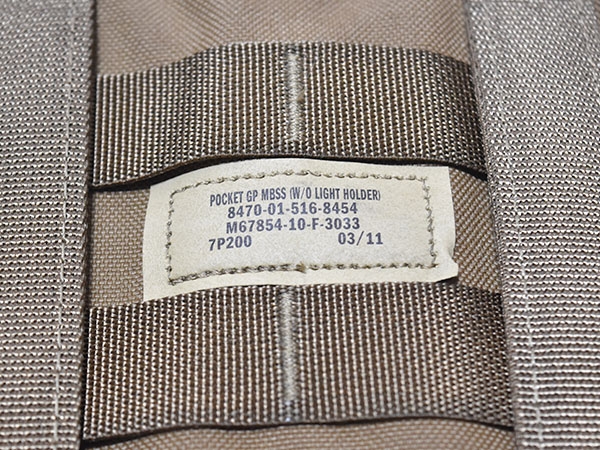 POCKET GP MBSS (W/O LIGHT HOLDER)
8470-01-516-8454
M67854-10-F-3033
7P200 03/11